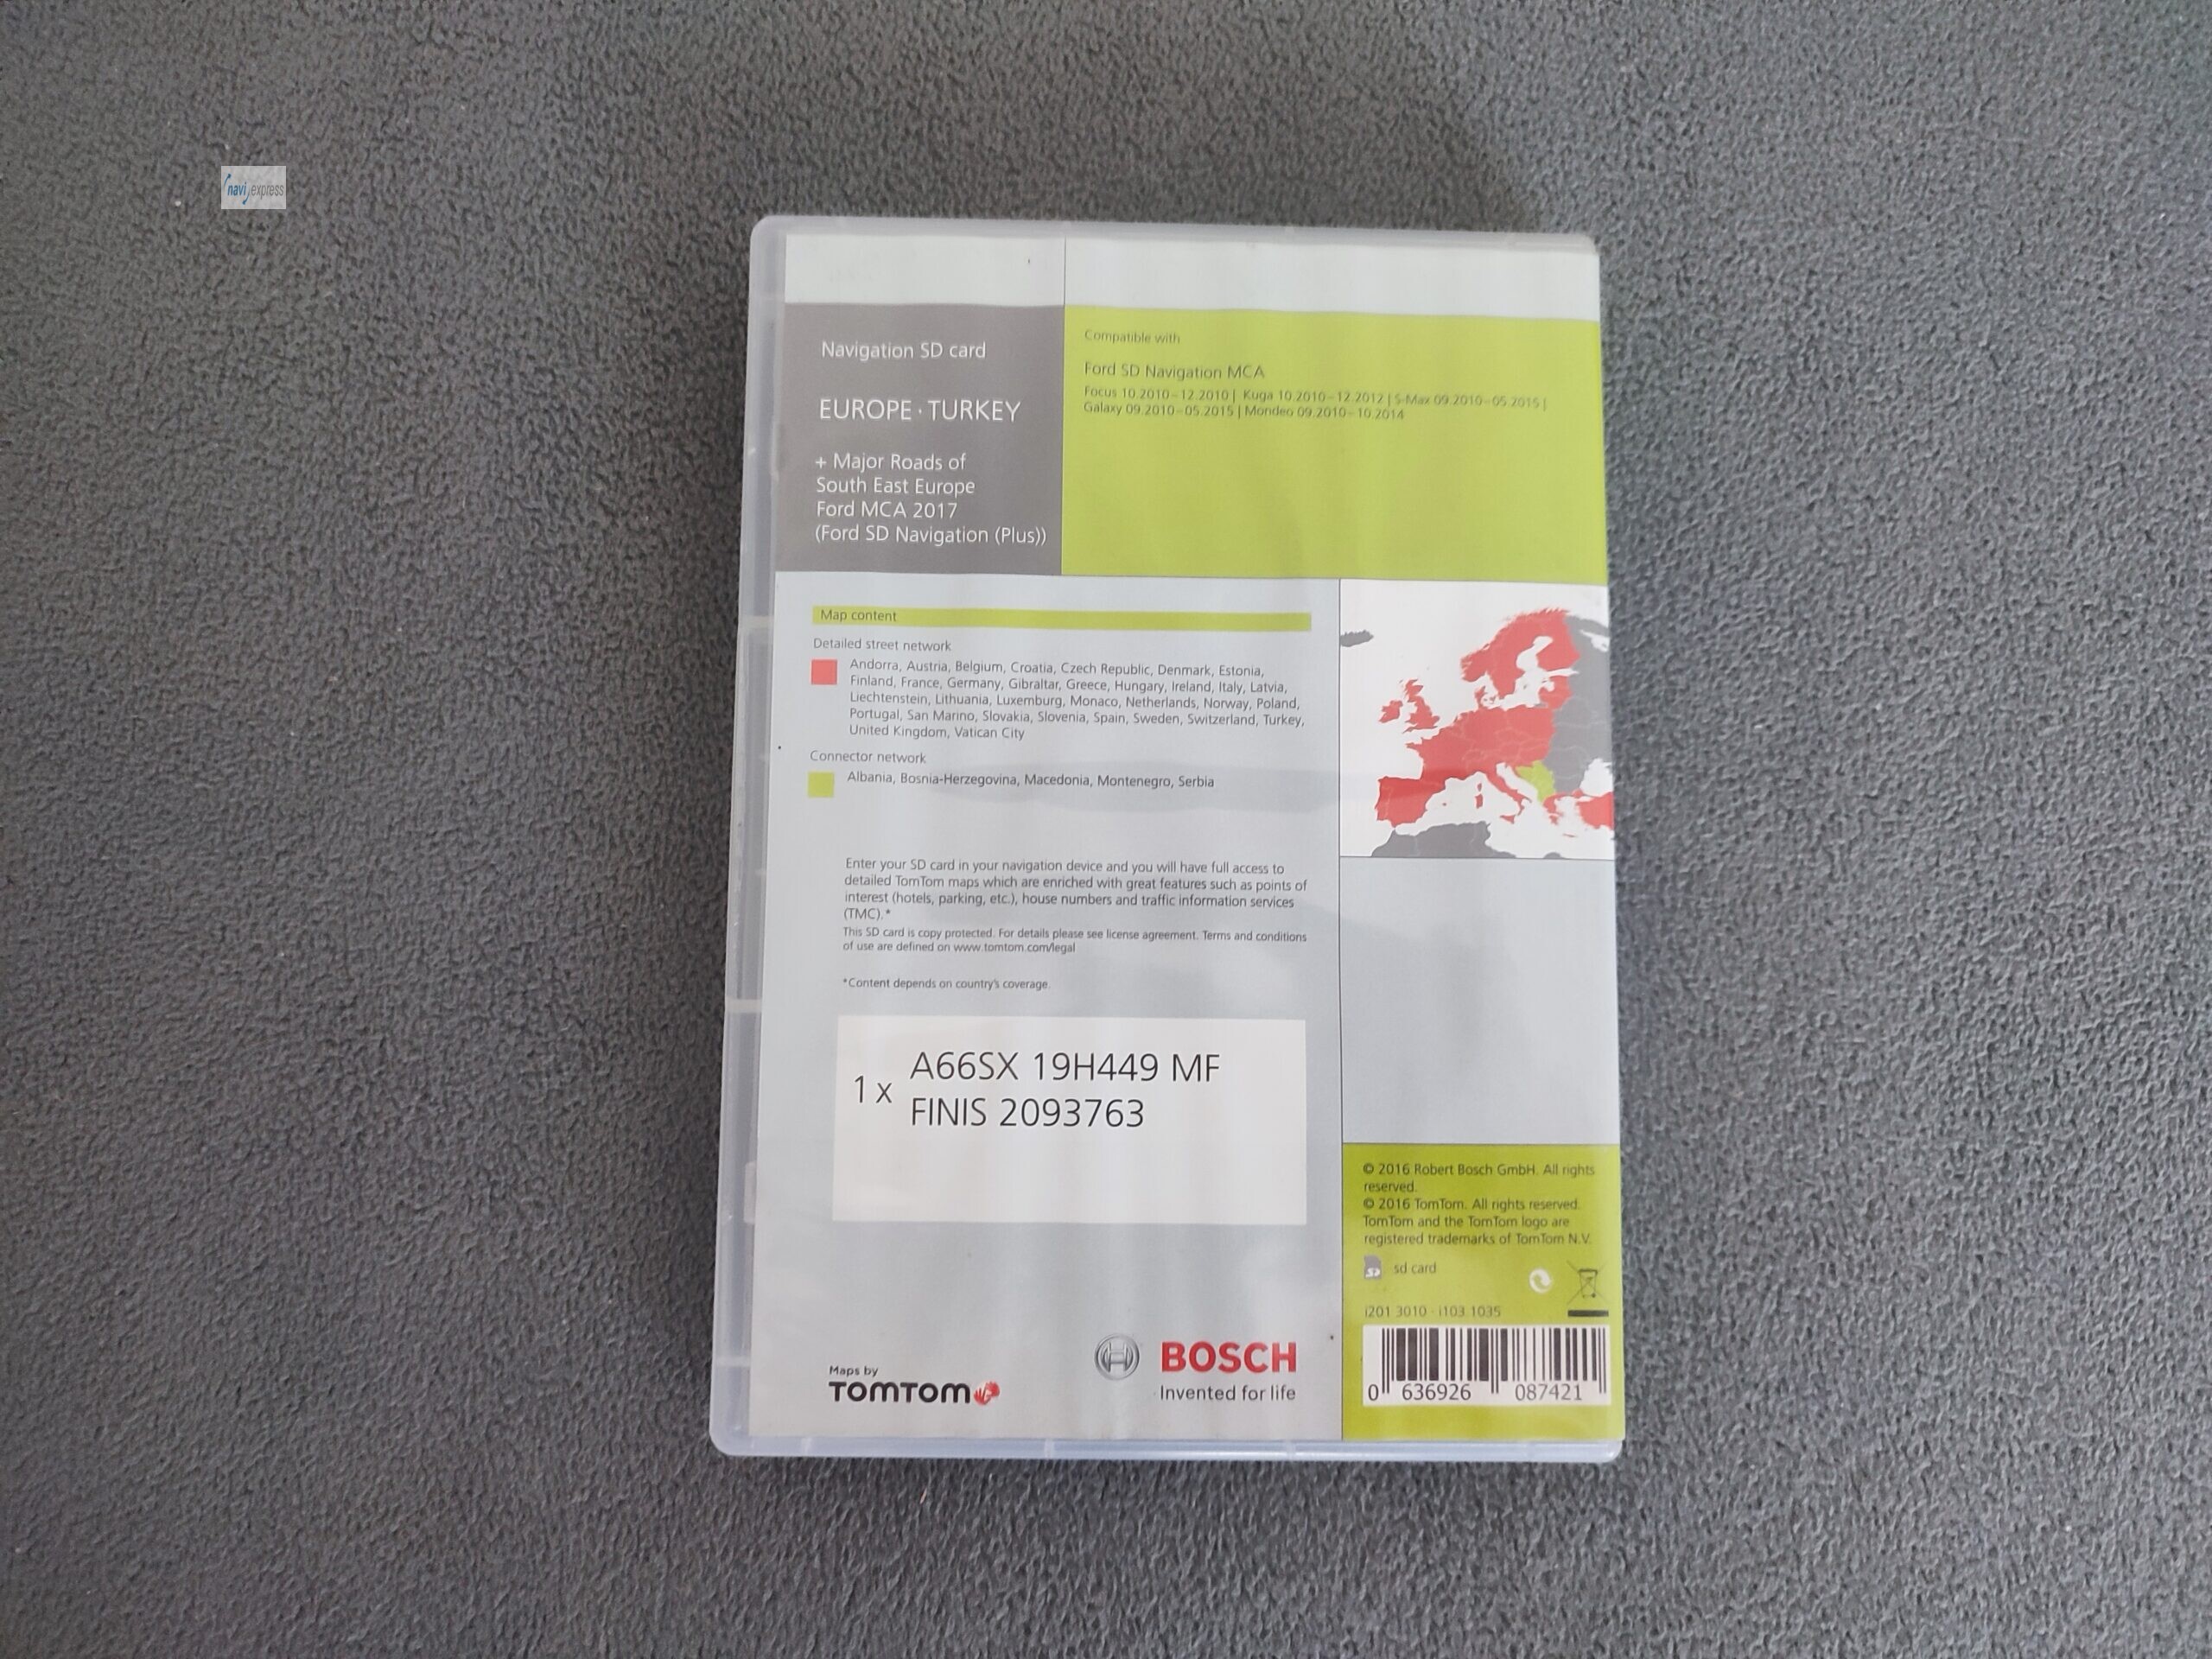 navi express
Navigation SD card
EUROPE · TURKEY
+ Major Roads of
South East Europe
Ford MCA 2017
(Ford SD Navigation (Plus))
Compatible with
Ford SD Navigation MCA
Focus 10.2010–12.2010 | Kuga 10.2010–12.2012 | S-Max 09.2010–05.2015 |
Galaxy 09.2010–05.2015 | Mondeo 09.2010–10.2014
Map content
Detailed street network
Andorra, Austria, Belgium, Croatia, Czech Republic, Denmark, Estonia,
Finland, France, Germany, Gibraltar, Greece, Hungary, Ireland, Italy, Latvia,
Liechtenstein, Lithuania, Luxemburg, Monaco, Netherlands, Norway, Poland,
Portugal, San Marino, Slovakia, Slovenia, Spain, Sweden, Switzerland, Turkey,
United Kingdom, Vatican City
Connector network
Albania, Bosnia-Herzegovina, Macedonia, Montenegro, Serbia
Enter your SD card in your navigation device and you will have full access to
detailed TomTom maps which are enriched with great features such as points of
interest (hotels, parking, etc.), house numbers and traffic information services
(TMC).*
This SD card is copy protected. For details please see license agreement. Terms and conditions
of use are defined on www.tomtom.com/legal
*Content depends on country's coverage.
1 x
A66SX 19H449 MF
FINIS 2093763
Maps by
TOMTOM
BOSCH
Invented for life
© 2016 Robert Bosch GmbH. All rights
reserved.
© 2016 TomTom. All rights reserved.
TomTom and the TomTom logo are
registered trademarks of TomTom N.V.
sd card
i201 3010 · i103 1035
0 636926 087421